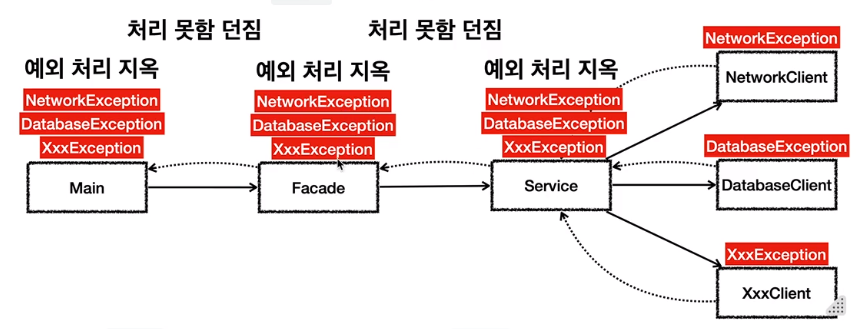 처리 못함 던짐
처리 못함 던짐
예외 처리 지옥
NetworkException
DatabaseException
XxxException
Main
예외 처리 지옥
NetworkException
DatabaseException
XxxException
Facade
예외 처리 지옥
NetworkException
DatabaseException
XxxException
Service
NetworkException
NetworkClient
DatabaseException
DatabaseClient
XxxException
XxxClient